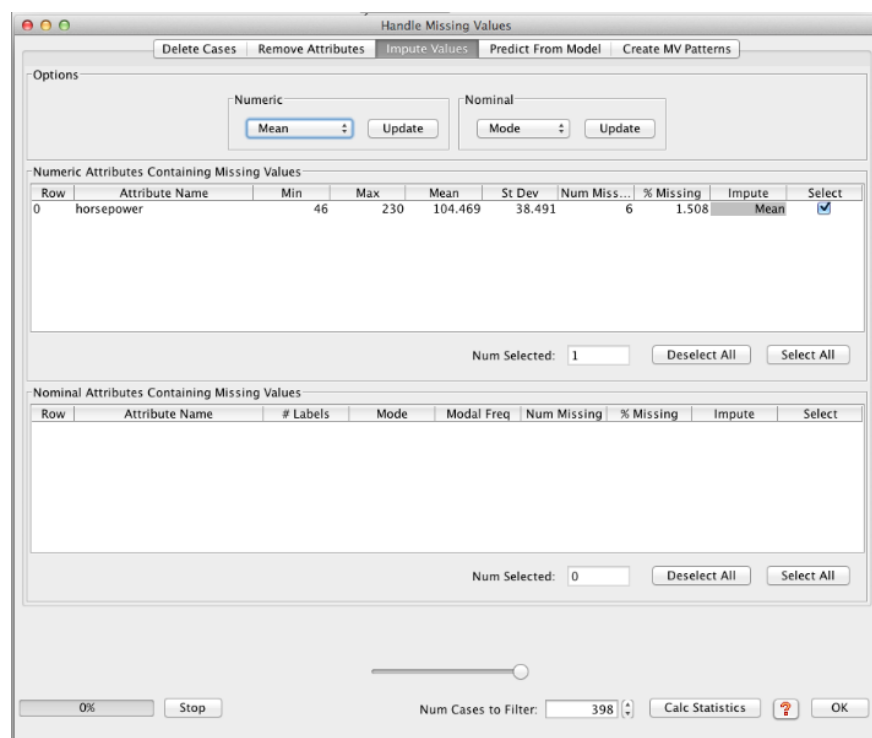 Handle Missing Values
Delete Cases Remove Attributes Impute Values Predict From Model Create MV Patterns
Options
Numeric Nominal
Mean Update Mode Update
Numeric Attributes Containing Missing Values
Row Attribute Name Min Max Mean St Dev Num Miss... % Missing Impute Select
0 horsepower 46 230 104.469 38.491 6 1.508 Mean
Num Selected: 1 Deselect All Select All
Nominal Attributes Containing Missing Values
Row Attribute Name # Labels Mode Modal Freq Num Missing % Missing Impute Select
Num Selected: 0 Deselect All Select All
0% Stop Num Cases to Filter: 398 Calc Statistics ? OK